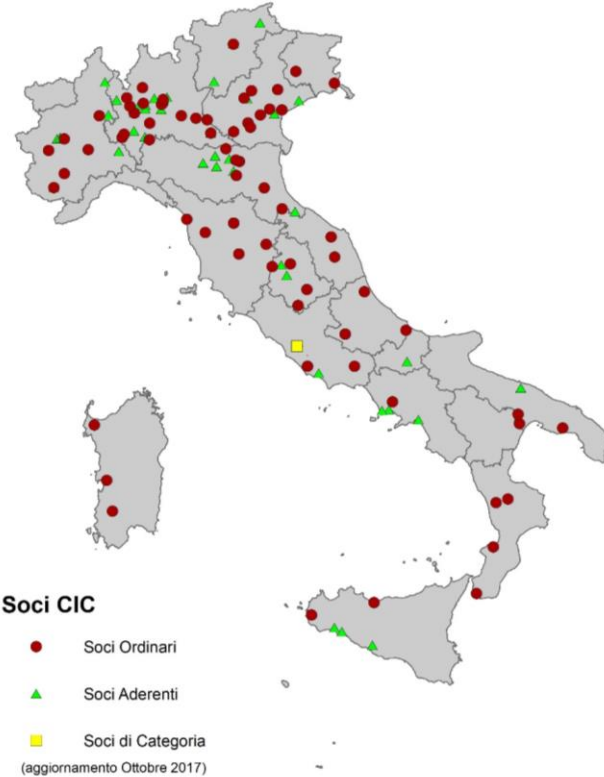 Soci CIC
Soci Ordinari
Soci Aderenti
Soci di Categoria
(aggiornamento Ottobre 2017)